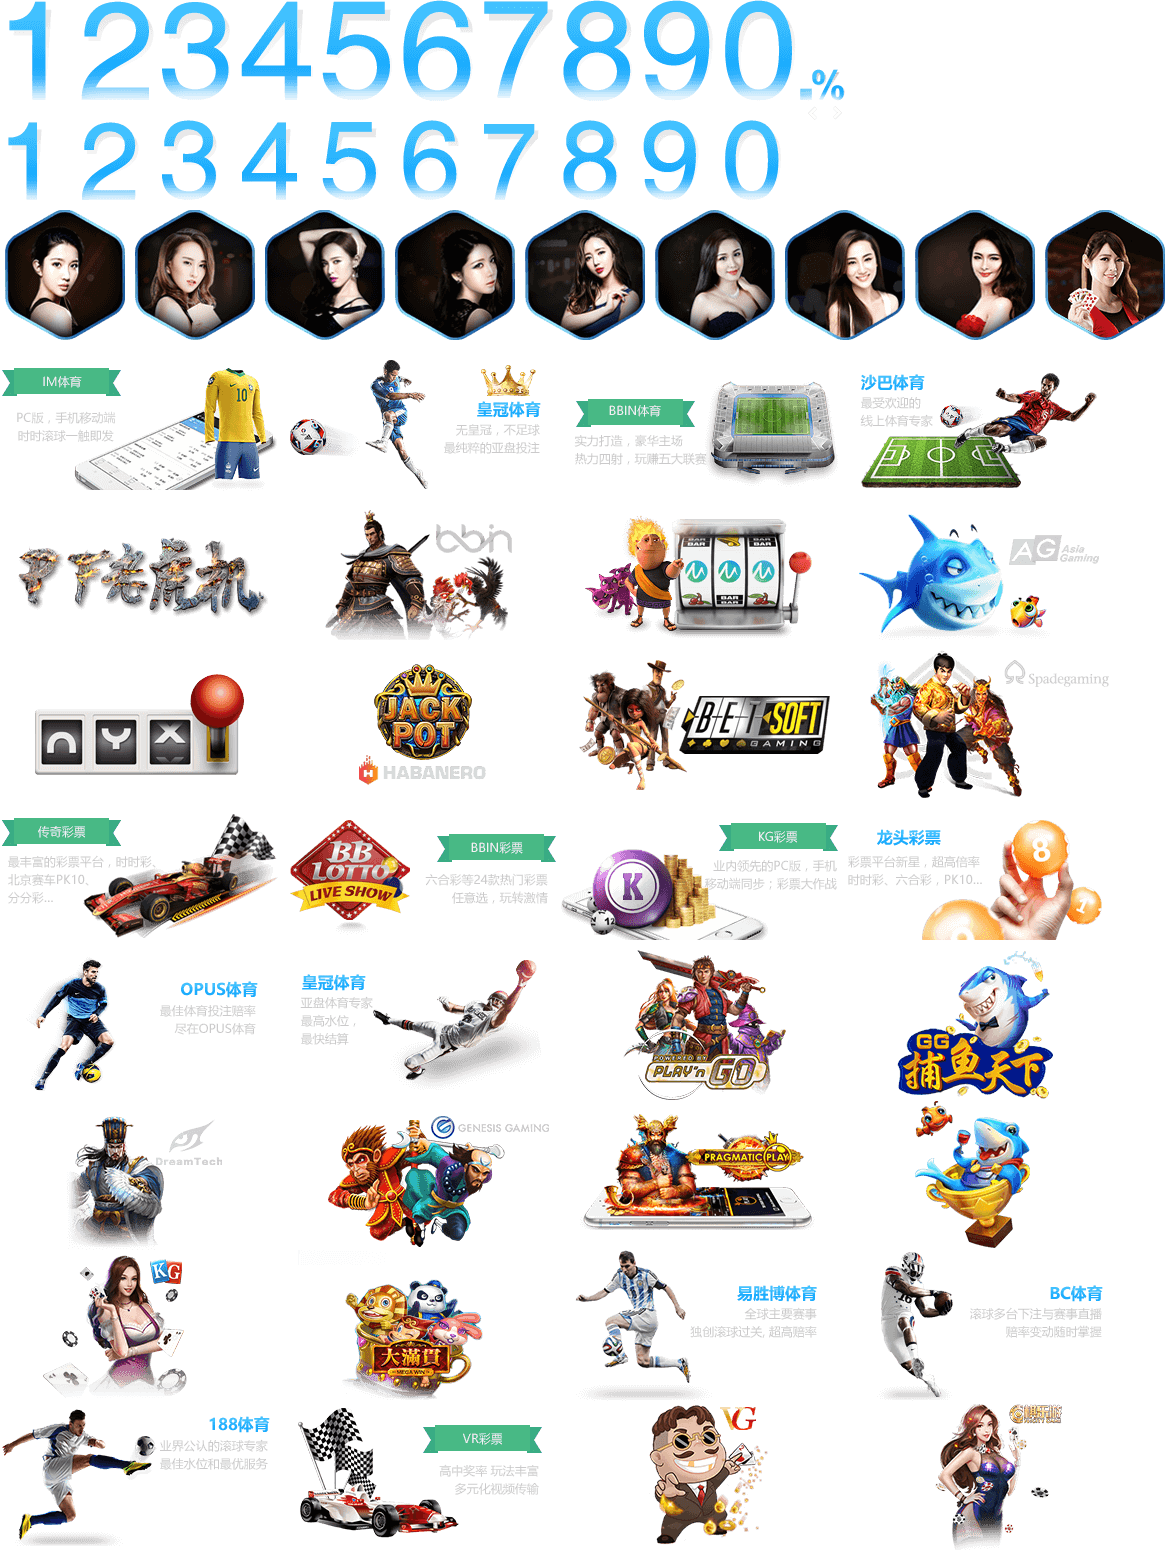 1234567890
-%
1234567890
IM体育
PC版，手机移动端
时时滚球一触即发
10
皇冠体育
无皇冠，不足球
最纯粹的亚盘投注
BBIN体育
实力打造，豪华主场
热力四射，玩赚五大联赛
沙巴体育
最受欢迎的
线上体育专家
PT老虎机
bbin
BAR BAR
BAR
BAR
AG Asia
Gaming
nYX
JACK
POT
HABANERO
BETSOFT
GAMING
Spadegaming
传奇彩票
最丰富的彩票平台，时时彩、
北京赛车PK10、
分分彩...
BB
LOTTO
LIVE SHOW
BBIN彩票
六合彩等24款热门彩票
任意选，玩转激情
K
12
KG彩票
业内领先的PC版，手机
移动端同步；彩票大作战
龙头彩票
彩票平台新星，超高倍率
时时彩、六合彩，PK10...
8
1
OPUS体育
最佳体育投注赔率
尽在OPUS体育
皇冠体育
亚盘体育专家
最高水位，
最快结算
POWERED BY
PLAY'n GO
GG
捕鱼天下
DreamTech
GENESIS GAMING
PRAGMATIC PLAY
KG
大滿貫
MEGAWIN
易胜博体育
全球主要赛事
独创滚球过关, 超高赔率
16
BC体育
滚球多台下注与赛事直播
赔率变动随时掌握
188体育
业界公认的滚球专家
最佳水位和最优服务
VR彩票
高中奖率 玩法丰富
多元化视频传输
VG